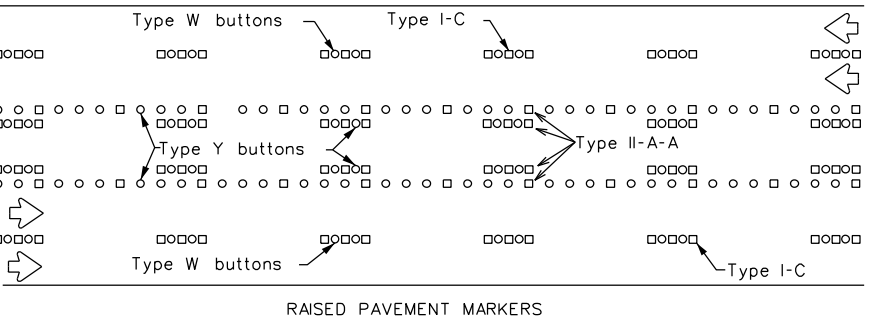 Type W buttons
Type I-C
Type Y buttons
Type II-A-A
Type W buttons
Type I-C
RAISED PAVEMENT MARKERS